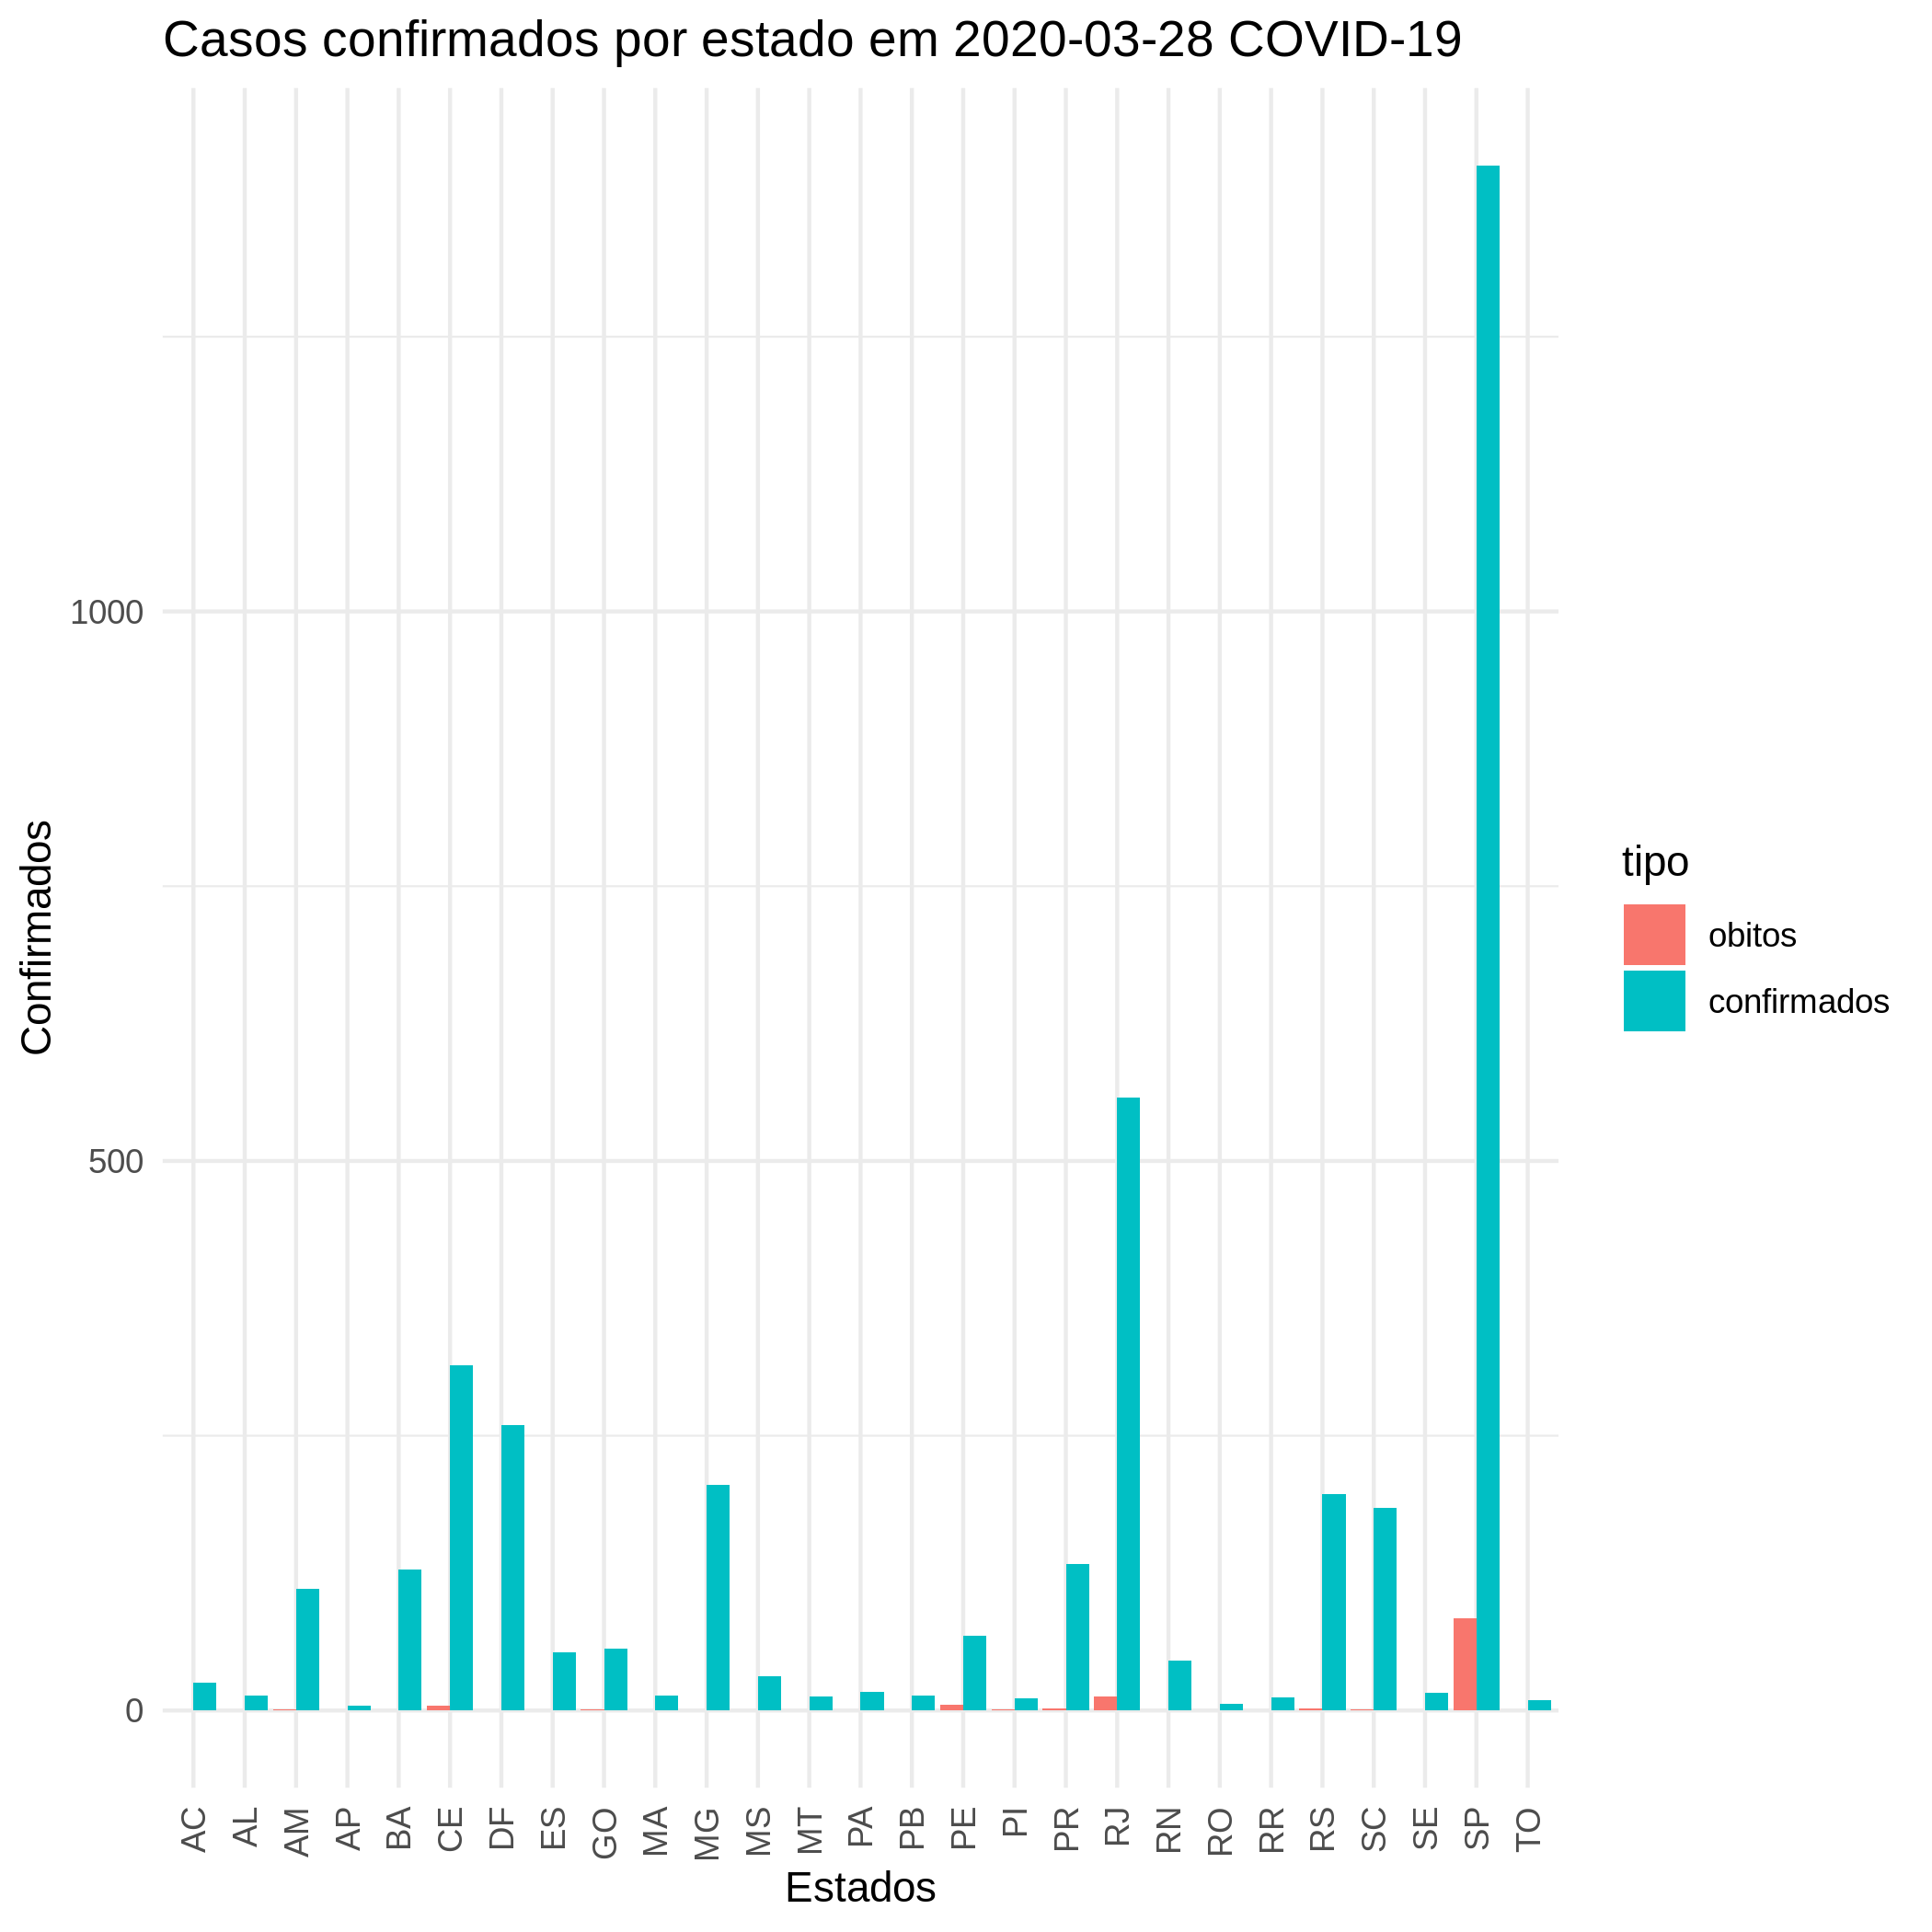 Casos confirmados por estado em 2020-03-28 COVID-19
Confirmados
1000
500
0
AC AL AM AP BA CE DF ES GO MA MG MS MT PA PB PE PI PR RJ RN RO RR RS SC SE SP TO
Estados
tipo
obitos
confirmados